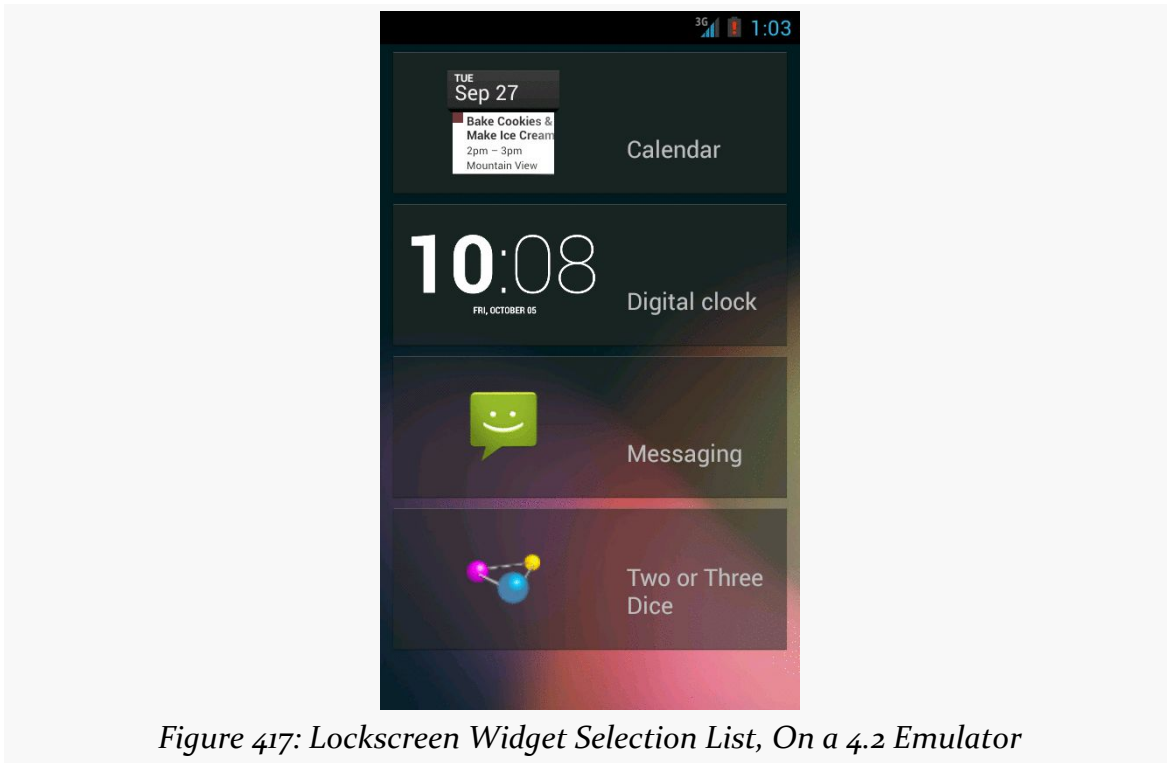 3G 1:03
TUE
Sep 27
Bake Cookies &
Make Ice Cream
2pm – 3pm
Mountain View
Calendar
10:08
FRI, OCTOBER 05
Digital clock
Messaging
Two or Three
Dice
Figure 417: Lockscreen Widget Selection List, On a 4.2 Emulator